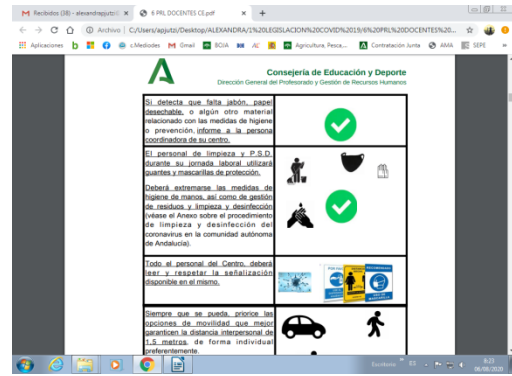 Recibidos (38) - alexandrapjutzi@
6 PRL DOCENTES CE.pdf
Archivo | C:/Users/apjutzi/Desktop/ALEXANDRA/1%20LEGISLACION%20COVID%2019/6%20PRL%20DOCENTES%20...
Aplicaciones
c.Mediodes
Gmail
BOJA
Agricultura, Pesca...
Contratación Junta
AMA
SEPE
Consejería de Educación y Deporte
Dirección General del Profesorado y Gestión de Recursos Humanos
Si detecta que falta jabón, papel
desechable, o algún otro material
relacionado con las medidas de higiene
o prevención, informe a la persona
coordinadora de su centro.
El personal de limpieza y P.S.D.
durante su jornada laboral utilizará
guantes y mascarillas de protección.
Deberá extremarse las medidas de
higiene de manos, así como de gestión
de residuos y limpieza y desinfección
(véase el Anexo sobre el procedimiento
de limpieza y desinfección del
coronavirus en la comunidad autónoma
de Andalucía).
Todo el personal del Centro, deberá
leer y respetar la señalización
disponible en el mismo.
Siempre que se pueda, priorice las
opciones de movilidad que mejor
garanticen la distancia interpersonal de
1,5 metros, de forma individual
preferentemente.
Escritorio
ES
8:23
06/08/2020